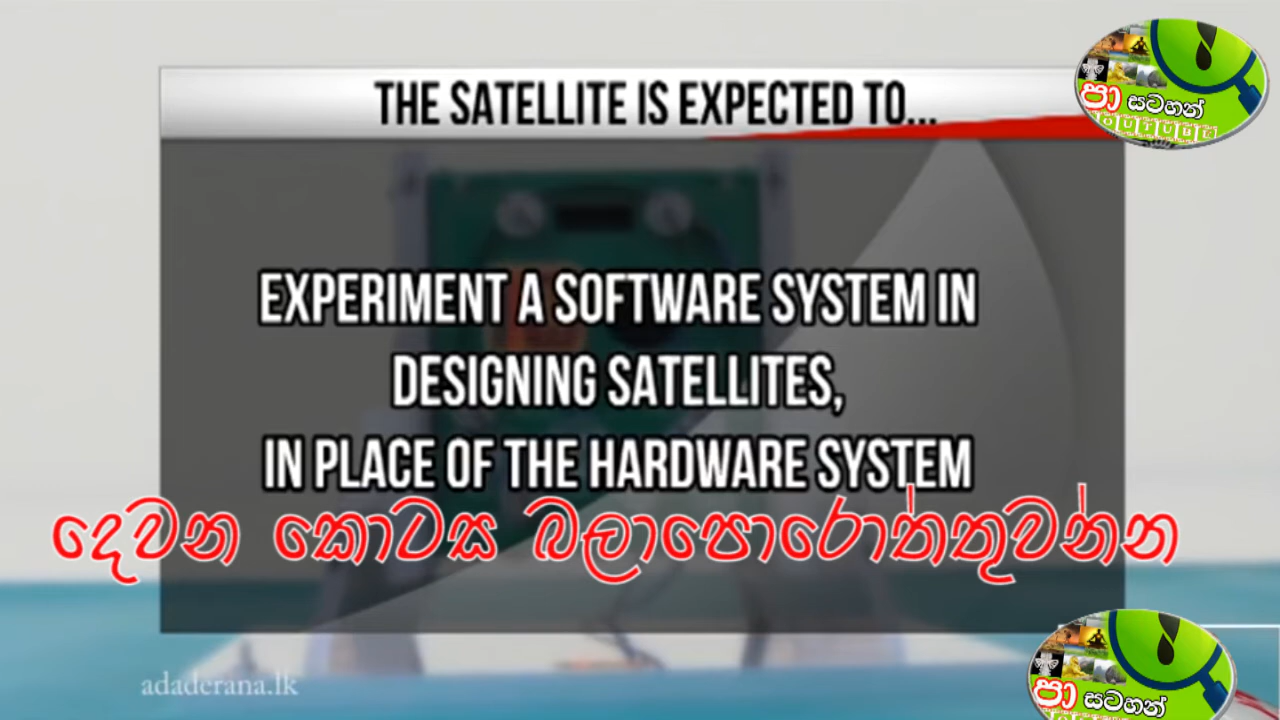 THE SATELLITE IS EXPECTED TO...
පා සටහන්
EXPERIMENT A SOFTWARE SYSTEM IN
DESIGNING SATELLITES,
IN PLACE OF THE HARDWARE SYSTEM
දෙවන කොටස බලාපොරොත්තුවන්න
adaderana.lk
පා සටහන්